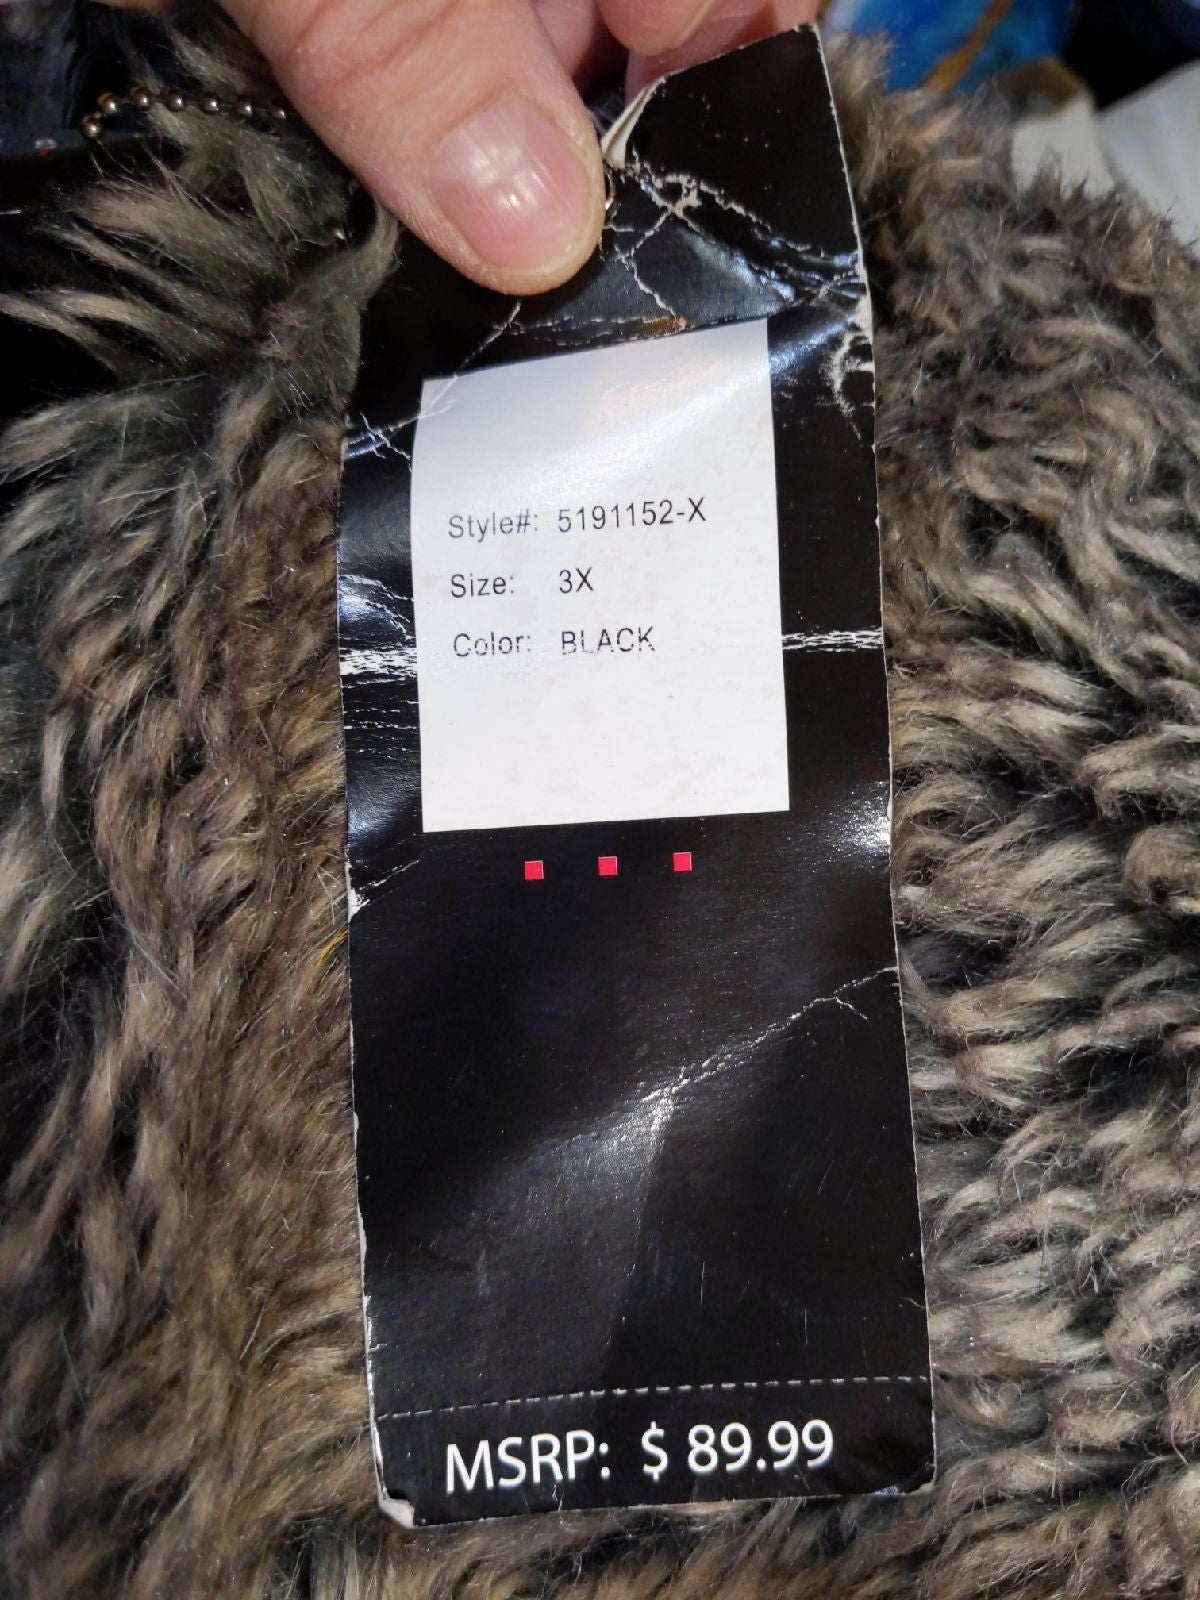 Style#: 5191152-X
Size: 3X
Color: BLACK
MSRP: $ 89.99